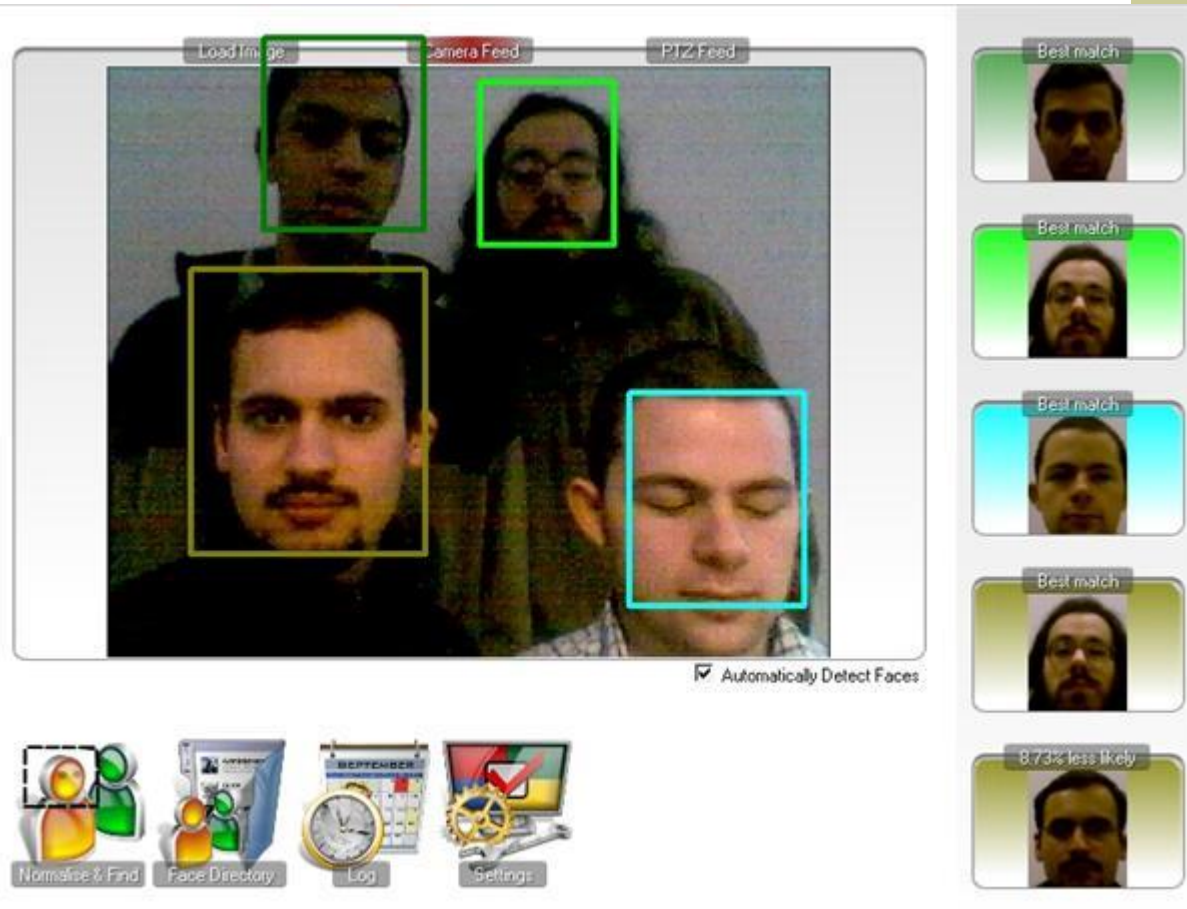 Load Image
Camera Feed
PTZ Feed
Best match
Best match
Best match
Best match
8.73% less likely
Automatically Detect Faces
SEPTEMBER
Normalise & Find
Face Directory
Log
Settings